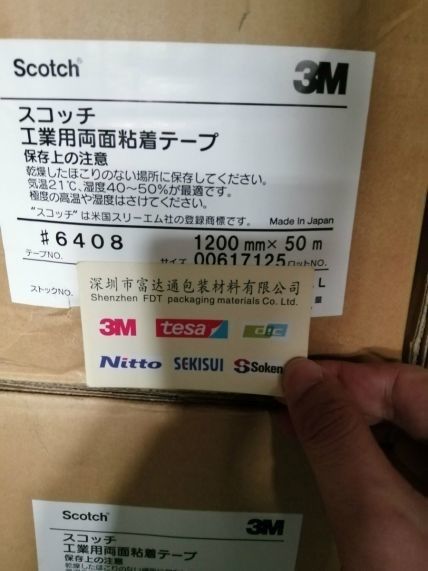 Scotch® 3M
スコッチ
工業用両面粘着テープ
保存上の注意
乾燥したほこりのない場所に保存してください。
気温21℃、湿度40～50%が最適です。
極度の高温や湿度はさけてください。
"スコッチ"は米国スリーエム社の登録商標です。 Made in Japan
♯6408 1200 mm× 50 m
テープNO. サイズ 00617125 ロットNO.
ストックNO. L
量
深圳市富达通包装材料有限公司
Shenzhen FDT packaging materials Co. Ltd.
3M tesa dic
Nitto SEKISUI Soken
Scotch® 3M
スコッチ
工業用両面粘着テープ
保存上の注意